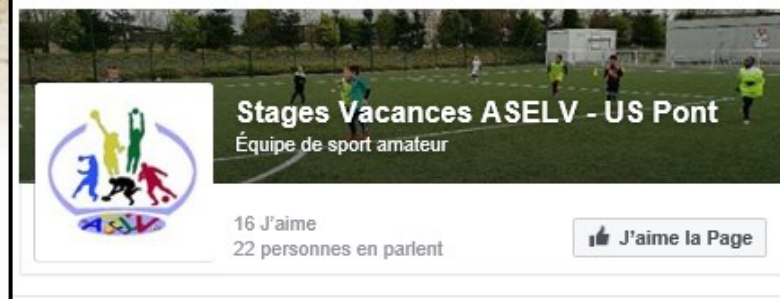 Stages Vacances ASELV - US Pont
Équipe de sport amateur
ASELV
16 J'aime
22 personnes en parlent
J'aime la Page